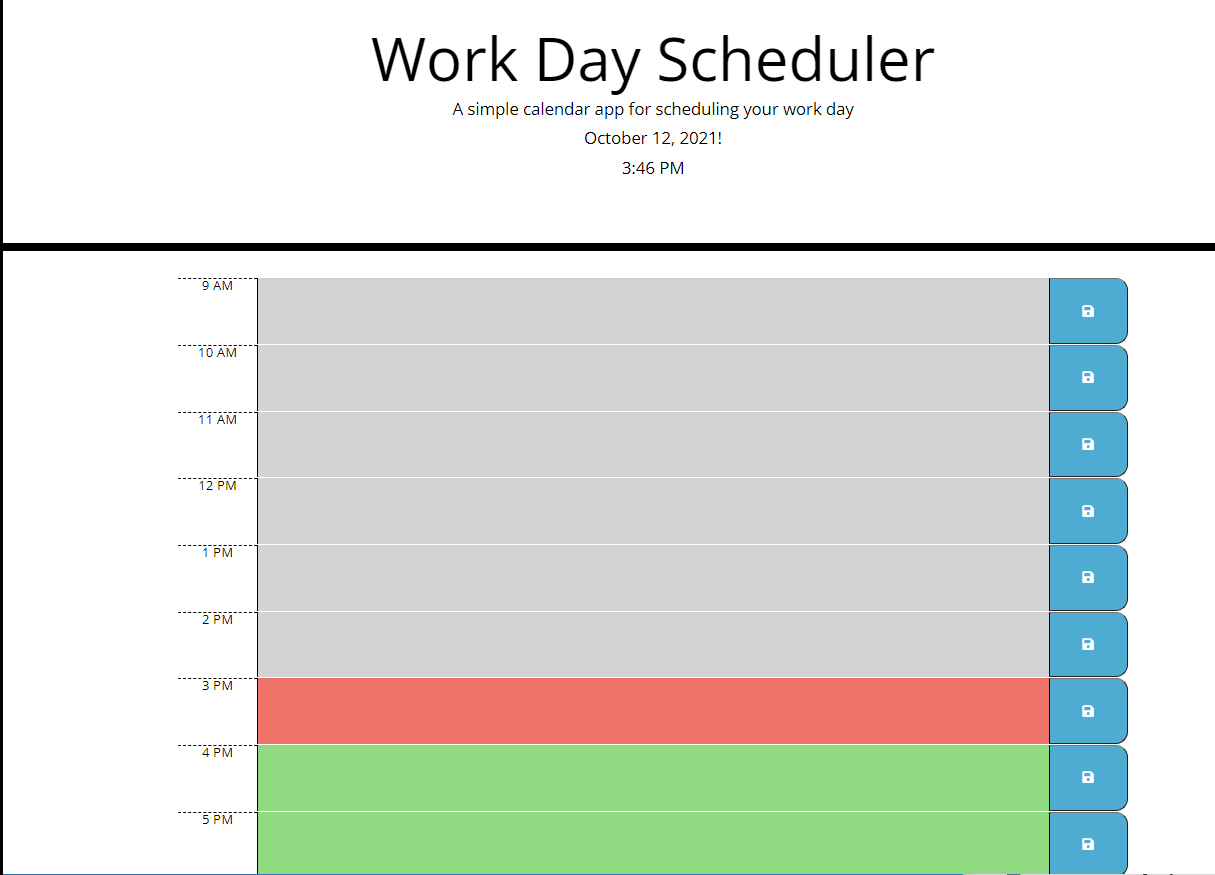 Work Day Scheduler
A simple calendar app for scheduling your work day
October 12, 2021!
3:46 PM
9 AM
10 AM
11 AM
12 PM
1 PM
2 PM
3 PM
4 PM
5 PM